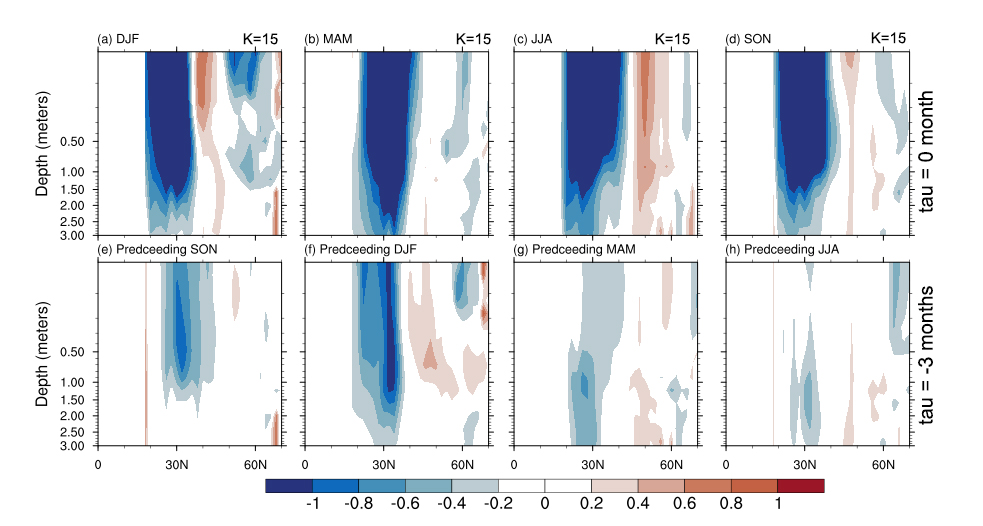 (a) DJF K=15
(b) MAM K=15
(c) JJA K=15
(d) SON K=15
Depth (meters)
0.50
1.00
1.50
2.00
2.50
3.00
tau = 0 month
(e) Predceeding SON
(f) Predceeding DJF
(g) Predceeding MAM
(h) Predceeding JJA
Depth (meters)
0.50
1.00
1.50
2.00
2.50
3.00
tau = -3 months
0 30N 60N
0 30N 60N
0 30N 60N
0 30N 60N
-1 -0.8 -0.6 -0.4 -0.2 0 0.2 0.4 0.6 0.8 1